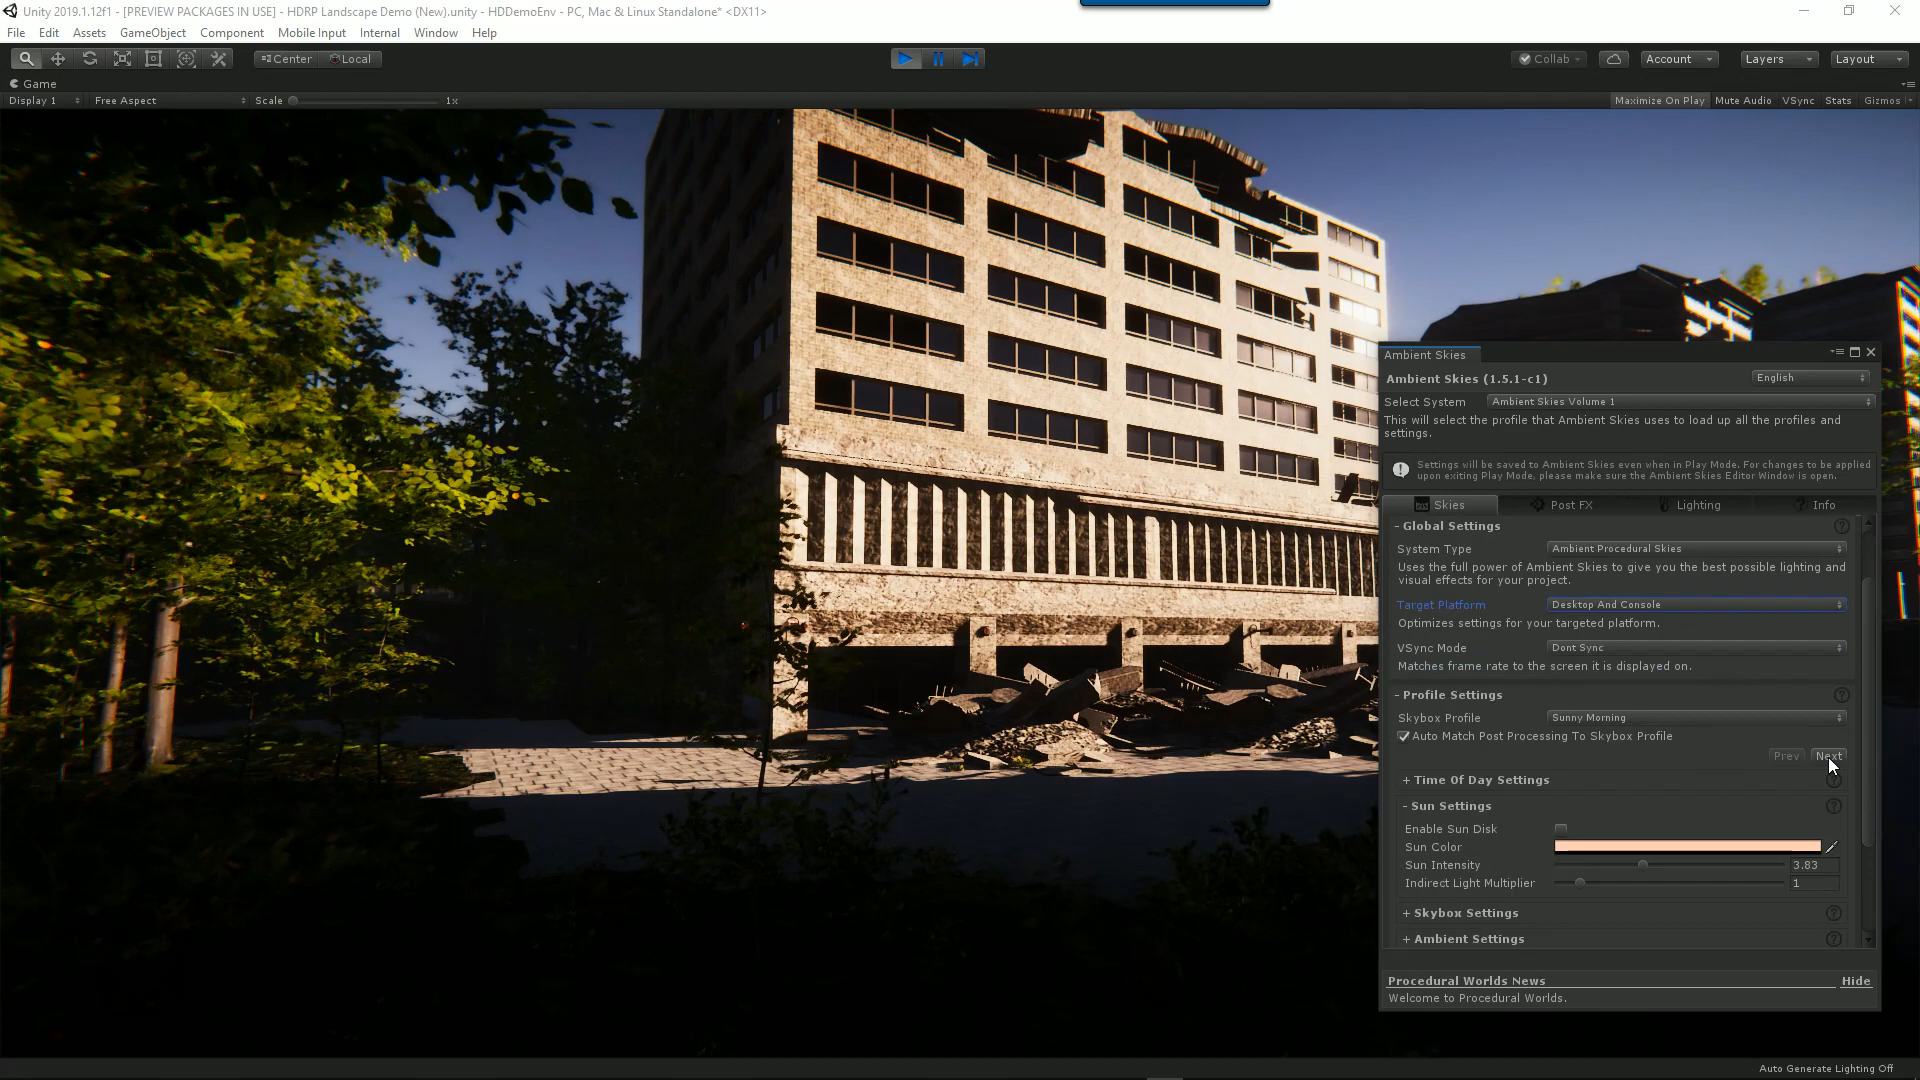 Unity 2019.1.12f1 - [PREVIEW PACKAGES IN USE] - HDRP Landscape Demo (New).unity - HDDemoEnv - PC, Mac & Linux Standalone* <DX11>
File Edit Assets GameObject Component Mobile Input Internal Window Help
Center Local Collab Account Layers Layout
Game
Display 1 Free Aspect Scale 1x Maximize On Play Mute Audio VSync Stats Gizmos
Ambient Skies
Ambient Skies (1.5.1-c1) English
Select System Ambient Skies Volume 1
This will select the profile that Ambient Skies uses to load up all the profiles and
settings.
Settings will be saved to Ambient Skies even when in Play Mode. For changes to be applied
upon exiting Play Mode, please make sure the Ambient Skies Editor Window is open.
Skies Post FX Lighting Info
- Global Settings ?
System Type Ambient Procedural Skies
Uses the full power of Ambient Skies to give you the best possible lighting and
visual effects for your project.
Target Platform Desktop And Console
Optimizes settings for your targeted platform.
VSync Mode Dont Sync
Matches frame rate to the screen it is displayed on.
- Profile Settings ?
Skybox Profile Sunny Morning
Auto Match Post Processing To Skybox Profile
Prev Next
+ Time Of Day Settings ?
- Sun Settings ?
Enable Sun Disk
Sun Color
Sun Intensity 3.83
Indirect Light Multiplier 1
+ Skybox Settings ?
+ Ambient Settings ?
Procedural Worlds News Hide
Welcome to Procedural Worlds.
Auto Generate Lighting Off